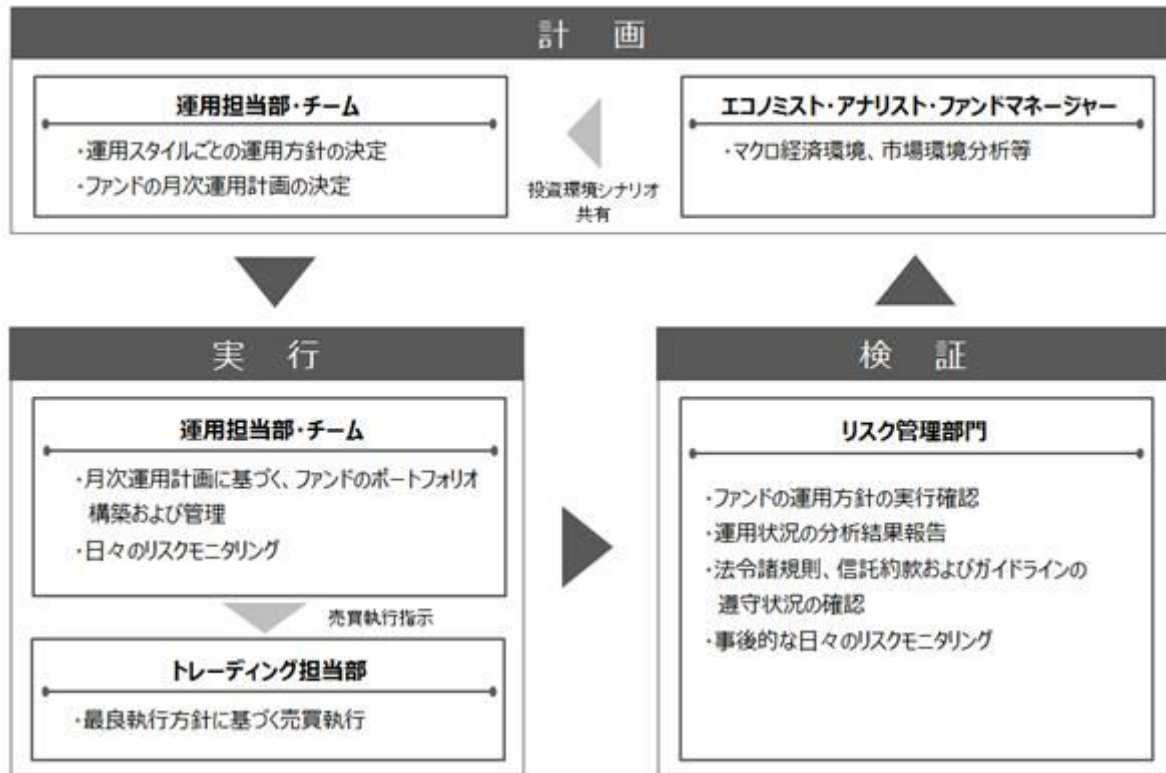 計 画
運用担当部・チーム
・運用スタイルごとの運用方針の決定
・ファンドの月次運用計画の決定
投資環境シナリオ
共有
エコノミスト・アナリスト・ファンドマネージャー
・マクロ経済環境、市場環境分析等
実 行
運用担当部・チーム
・月次運用計画に基づく、ファンドのポートフォリオ
構築および管理
・日々のリスクモニタリング
売買執行指示
トレーディング担当部
・最良執行方針に基づく売買執行
検 証
リスク管理部門
・ファンドの運用方針の実行確認
・運用状況の分析結果報告
・法令諸規則、信託約款およびガイドラインの
遵守状況の確認
・事後的な日々のリスクモニタリング